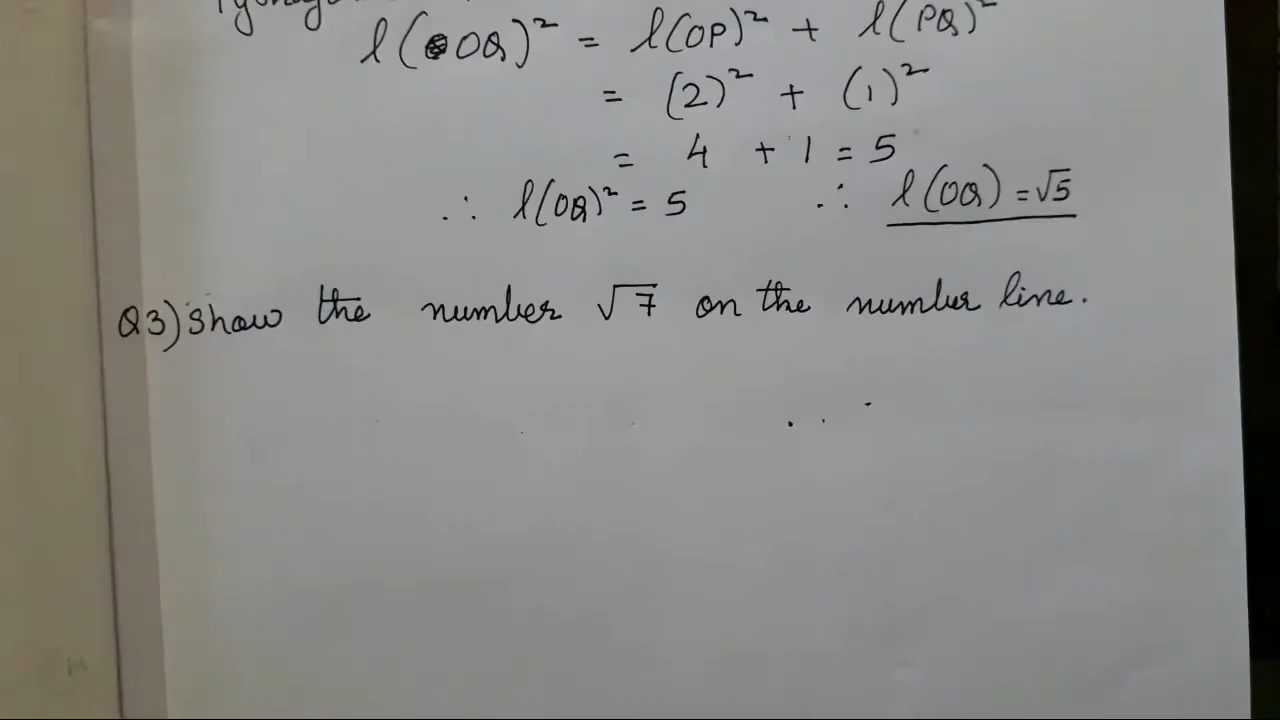 l(OQ)² = l(OP)² + l(PQ)²
= (2)² + (1)²
= 4 + 1 = 5
∴ l(OQ)² = 5 ∴ l(OQ) = √5
Q3) Show the number √7 on the number line.